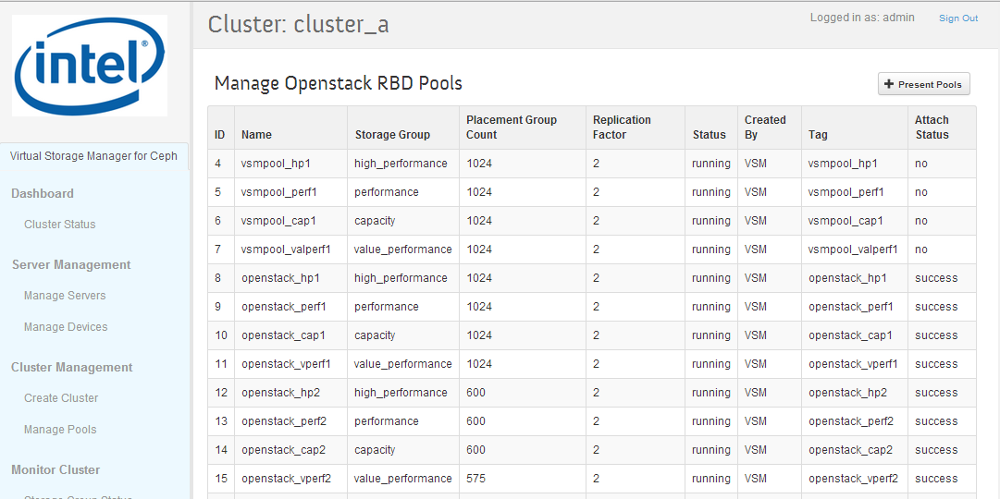 intel®
Virtual Storage Manager for Ceph
Dashboard
Cluster Status
Server Management
Manage Servers
Manage Devices
Cluster Management
Create Cluster
Manage Pools
Monitor Cluster
Storage Group Status
Cluster: cluster_a
Logged in as: admin
Sign Out
Manage Openstack RBD Pools
+ Present Pools
ID Name Storage Group Placement Group Count Replication Factor Status Created By Tag Attach Status
4 vsmpool_hp1 high_performance 1024 2 running VSM vsmpool_hp1 no
5 vsmpool_perf1 performance 1024 2 running VSM vsmpool_perf1 no
6 vsmpool_cap1 capacity 1024 2 running VSM vsmpool_cap1 no
7 vsmpool_valperf1 value_performance 1024 2 running VSM vsmpool_valperf1 no
8 openstack_hp1 high_performance 1024 2 running VSM openstack_hp1 success
9 openstack_perf1 performance 1024 2 running VSM openstack_perf1 success
10 openstack_cap1 capacity 1024 2 running VSM openstack_cap1 success
11 openstack_vperf1 value_performance 1024 2 running VSM openstack_vperf1 success
12 openstack_hp2 high_performance 600 2 running VSM openstack_hp2 success
13 openstack_perf2 performance 600 2 running VSM openstack_perf2 success
14 openstack_cap2 capacity 600 2 running VSM openstack_cap2 success
15 openstack_vperf2 value_performance 575 2 running VSM openstack_vperf2 success